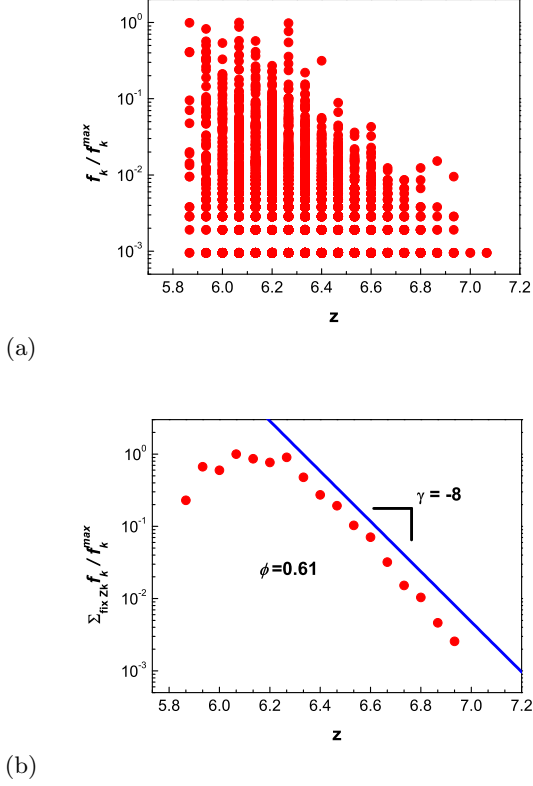 10^0
10^-1
10^-2
10^-3
f_k / f_k^max
5.8 6.0 6.2 6.4 6.6 6.8 7.0 7.2
z
(a)
10^0
10^-1
10^-2
10^-3
Σ_fix Zk f_k / f_k^max
γ = -8
ϕ=0.61
5.8 6.0 6.2 6.4 6.6 6.8 7.0 7.2
z
(b)